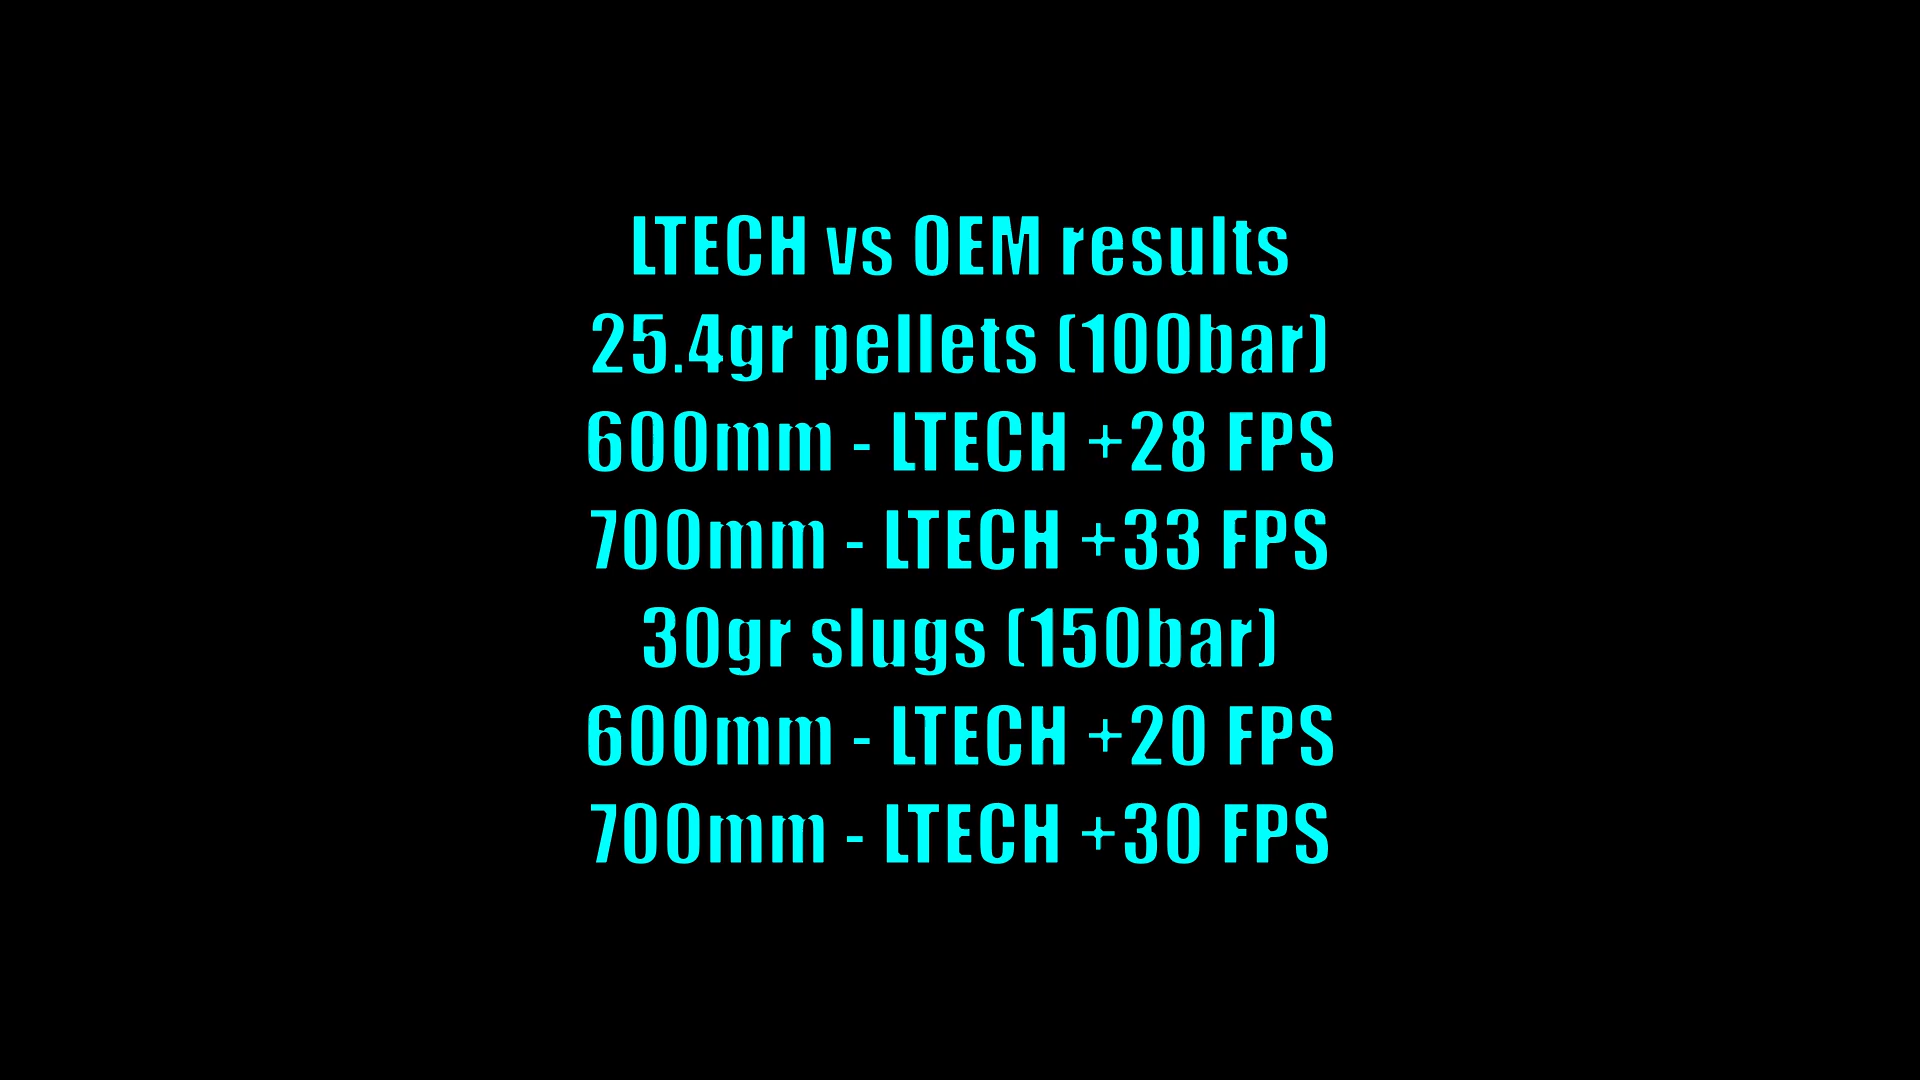 LTECH vs OEM results
25.4gr pellets (100bar)
600mm - LTECH +28 FPS
700mm - LTECH +33 FPS
30gr slugs (150bar)
600mm - LTECH +20 FPS
700mm - LTECH +30 FPS